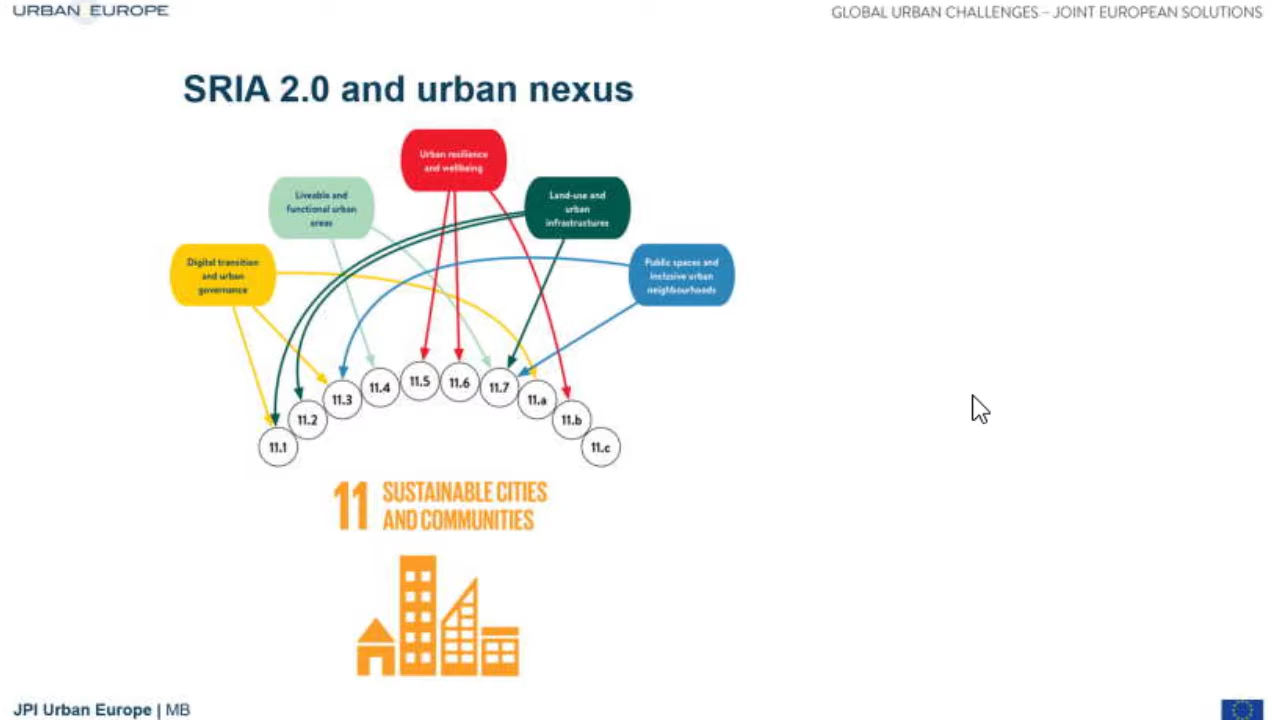 URBAN EUROPE
GLOBAL URBAN CHALLENGES – JOINT EUROPEAN SOLUTIONS
SRIA 2.0 and urban nexus
Urban resilience
and wellbeing
Liveable and
functional urban
areas
Land-use and
urban
infrastructures
Digital transition
and urban
governance
Public spaces and
inclusive urban
neighbourhoods
11.1
11.2
11.3
11.4
11.5
11.6
11.7
11.a
11.b
11.c
11 SUSTAINABLE CITIES
AND COMMUNITIES
JPI Urban Europe | MB